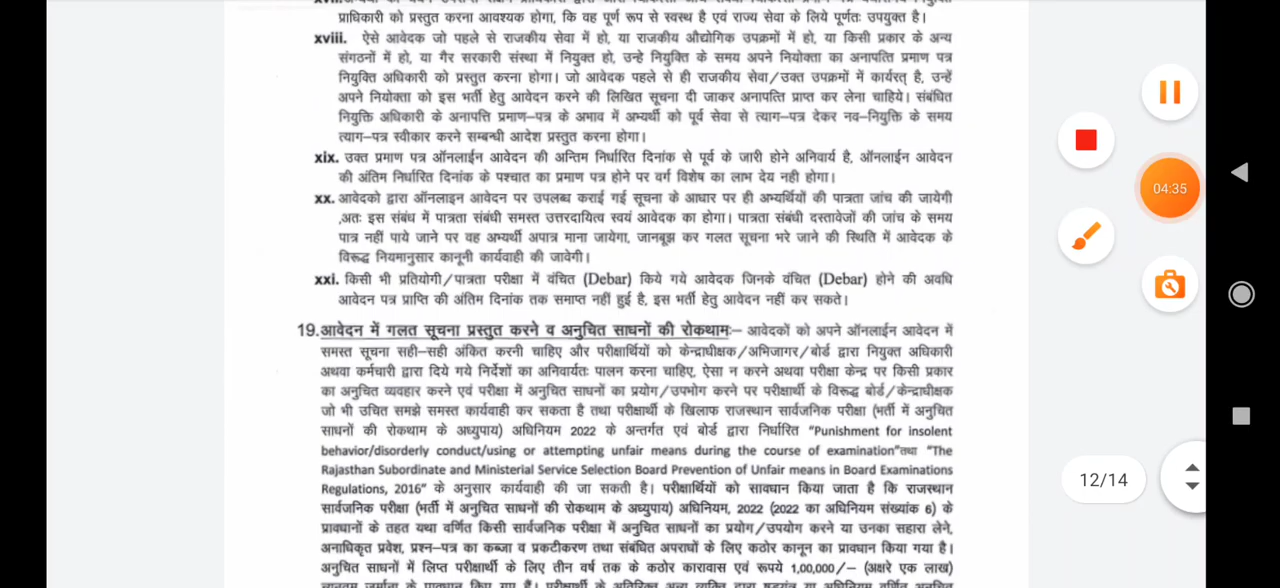 प्राधिकारी को प्रस्तुत करना आवश्यक होगा, कि वह पूर्ण रूप से स्वस्थ है एवं राज्य सेवा के लिये पूर्णतः उपयुक्त है।
xviii. ऐसे आवेदक जो पहले से राजकीय सेवा में हो, या राजकीय औद्योगिक उपक्रमों में हो, या किसी प्रकार के अन्य
संगठनों में हो, या गैर सरकारी संस्था में नियुक्त हो, उन्हे नियुक्ति के समय अपने नियोक्ता का अनापत्ति प्रमाण पत्र
नियुक्ति अधिकारी को प्रस्तुत करना होगा। जो आवेदक पहले से ही राजकीय सेवा/उक्त उपक्रमों में कार्यरत् है, उन्हें
अपने नियोक्ता को इस भर्ती हेतु आवेदन करने की लिखित सूचना दी जाकर अनापत्ति प्राप्त कर लेना चाहिये। संबंधित
नियुक्ति अधिकारी के अनापत्ति प्रमाण-पत्र के अभाव में अभ्यर्थी को पूर्व सेवा से त्याग-पत्र देकर नव-नियुक्ति के समय
त्याग-पत्र स्वीकार करने सम्बन्धी आदेश प्रस्तुत करना होगा।
xix. उक्त प्रमाण पत्र ऑनलाईन आवेदन की अन्तिम निर्धारित दिनांक से पूर्व के जारी होने अनिवार्य है, ऑनलाईन आवेदन
की अंतिम निर्धारित दिनांक के पश्चात का प्रमाण पत्र होने पर वर्ग विशेष का लाभ देय नही होगा।
xx. आवेदको द्वारा ऑनलाइन आवेदन पर उपलब्ध कराई गई सूचना के आधार पर ही अभ्यर्थियों की पात्रता जांच की जायेगी
,अतः इस संबंध में पात्रता संबंधी समस्त उत्तरदायित्व स्वयं आवेदक का होगा। पात्रता संबंधी दस्तावेजों की जांच के समय
पात्र नहीं पाये जाने पर वह अभ्यर्थी अपात्र माना जायेगा, जानबूझ कर गलत सूचना भरे जाने की स्थिति में आवेदक के
विरूद्ध नियमानुसार कानूनी कार्यवाही की जावेगी।
xxi. किसी भी प्रतियोगी/पात्रता परीक्षा में वंचित (Debar) किये गये आवेदक जिनके वंचित (Debar) होने की अवधि
आवेदन पत्र प्राप्ति की अंतिम दिनांक तक समाप्त नहीं हुई है, इस भर्ती हेतु आवेदन नहीं कर सकते।
19.आवेदन में गलत सूचना प्रस्तुत करने व अनुचित साधनों की रोकथामः- आवेदकों को अपने ऑनलाईन आवेदन में
समस्त सूचना सही-सही अंकित करनी चाहिए और परीक्षार्थियों को केन्द्राधीक्षक/अभिजागर/बोर्ड द्वारा नियुक्त अधिकारी
अथवा कर्मचारी द्वारा दिये गये निर्देशों का अनिवार्यतः पालन करना चाहिए, ऐसा न करने अथवा परीक्षा केन्द्र पर किसी प्रकार
का अनुचित व्यवहार करने एवं परीक्षा में अनुचित साधनों का प्रयोग/उपभोग करने पर परीक्षार्थी के विरूद्ध बोर्ड/केन्द्राधीक्षक
जो भी उचित समझे समस्त कार्यवाही कर सकता है तथा परीक्षार्थी के खिलाफ राजस्थान सार्वजनिक परीक्षा (भर्ती में अनुचित
साधनों की रोकथाम के अध्युपाय) अधिनियम 2022 के अन्तर्गत एवं बोर्ड द्वारा निर्धारित "Punishment for insolent
behavior/disorderly conduct/using or attempting unfair means during the course of examination"तथा "The
Rajasthan Subordinate and Ministerial Service Selection Board Prevention of Unfair means in Board Examinations
Regulations, 2016" के अनुसार कार्यवाही की जा सकती है। परीक्षार्थियों को सावधान किया जाता है कि राजस्थान
सार्वजनिक परीक्षा (भर्ती में अनुचित साधनों की रोकथाम के अध्युपाय) अधिनियम, 2022 (2022 का अधिनियम संख्यांक 6) के
प्रावधानों के तहत यथा वर्णित किसी सार्वजनिक परीक्षा में अनुचित साधनों का प्रयोग/उपयोग करने या उनका सहारा लेने,
अनाधिकृत प्रवेश, प्रश्न-पत्र का कब्जा व प्रकटीकरण तथा संबंधित अपराधों के लिए कठोर कानून का प्रावधान किया गया है।
अनुचित साधनों में लिप्त परीक्षार्थी के लिए तीन वर्ष तक के कठोर कारावास एवं रूपये 1,00,000/- (अक्षरे एक लाख)
04:35
12/14